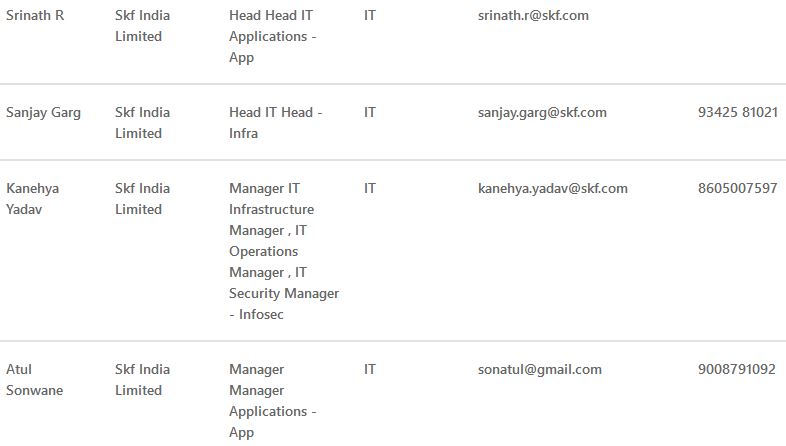 Srinath R
Skf India
Limited
Head Head IT
Applications -
App
IT
srinath.r@skf.com
Sanjay Garg
Skf India
Limited
Head IT Head -
Infra
IT
sanjay.garg@skf.com
93425 81021
Kanehya
Yadav
Skf India
Limited
Manager IT
Infrastructure
Manager , IT
Operations
Manager , IT
Security Manager
- Infosec
IT
kanehya.yadav@skf.com
8605007597
Atul
Sonwane
Skf India
Limited
Manager
Manager
Applications -
App
IT
sonatul@gmail.com
9008791092